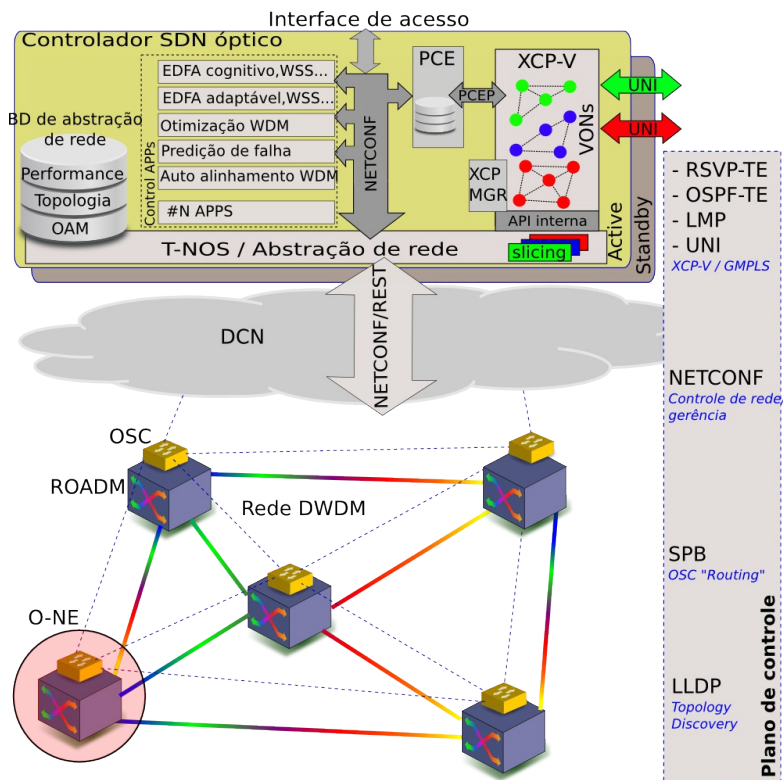 Interface de acesso
Controlador SDN óptico
BD de abstração
de rede
Performance
Topologia
OAM
Control APPs
EDFA cognitivo,WSS...
EDFA adaptável,WSS...
Otimização WDM
Predição de falha
Auto alinhamento WDM
#N APPS
NETCONF
PCE
PCEP
XCP-V
VONs
XCP
MGR
API interna
UNI
UNI
Active
Standby
T-NOS / Abstração de rede
slicing
DCN
NETCONF/REST
OSC
ROADM
Rede DWDM
O-NE
- RSVP-TE
- OSPF-TE
- LMP
- UNI
XCP-V / GMPLS
NETCONF
Controle de rede/
gerência
SPB
OSC "Routing"
LLDP
Topology
Discovery
Plano de controle